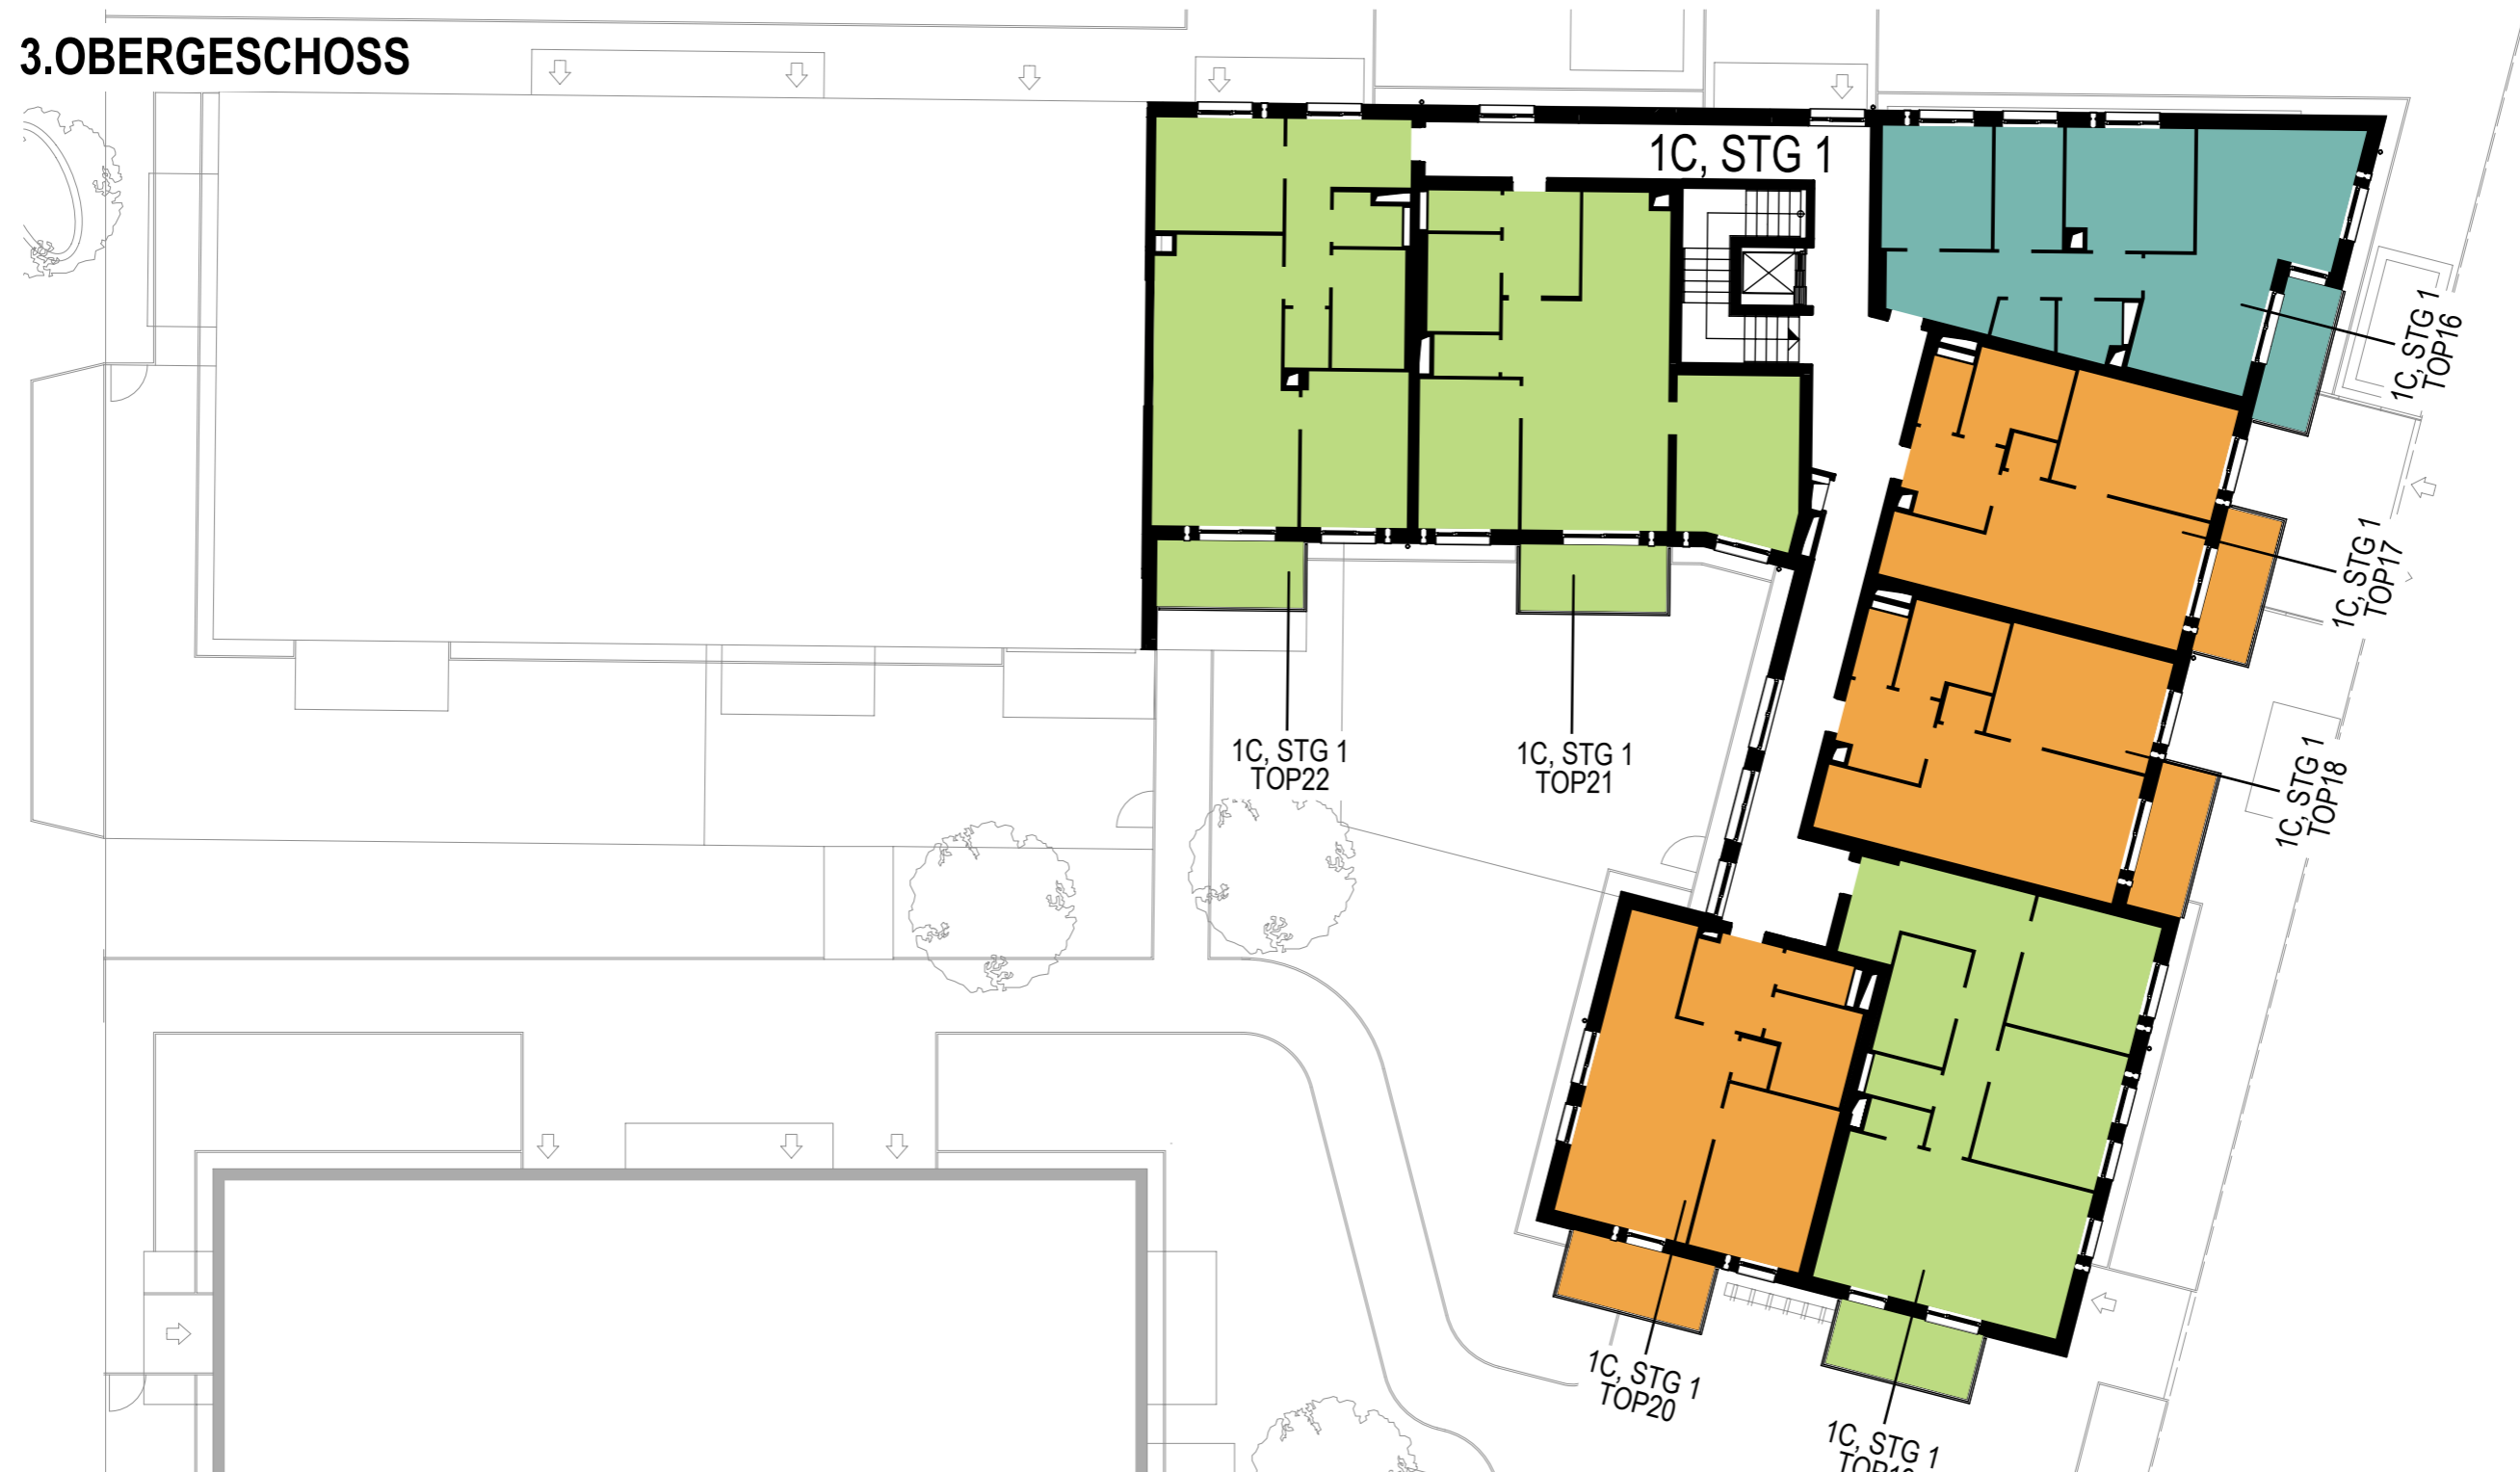 3.OBERGESCHOSS
1C, STG 1
1C, STG 1
TOP16
1C, STG 1
TOP17
1C, STG 1
TOP18
1C, STG 1
TOP22
1C, STG 1
TOP21
1C, STG 1
TOP20
1C, STG 1